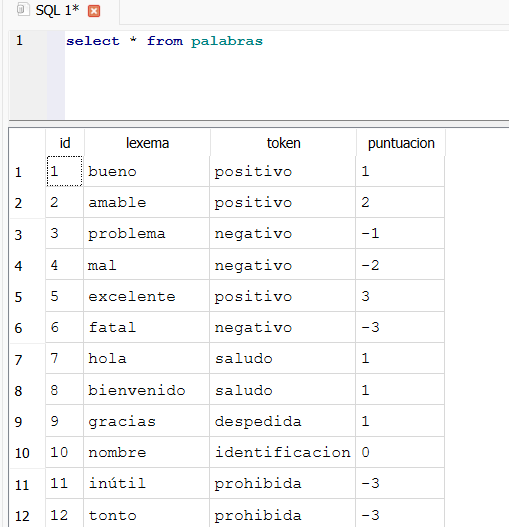 SQL 1*
1 select * from palabras
id lexema token puntuacion
1 1 bueno positivo 1
2 2 amable positivo 2
3 3 problema negativo -1
4 4 mal negativo -2
5 5 excelente positivo 3
6 6 fatal negativo -3
7 7 hola saludo 1
8 8 bienvenido saludo 1
9 9 gracias despedida 1
10 10 nombre identificacion 0
11 11 inútil prohibida -3
12 12 tonto prohibida -3